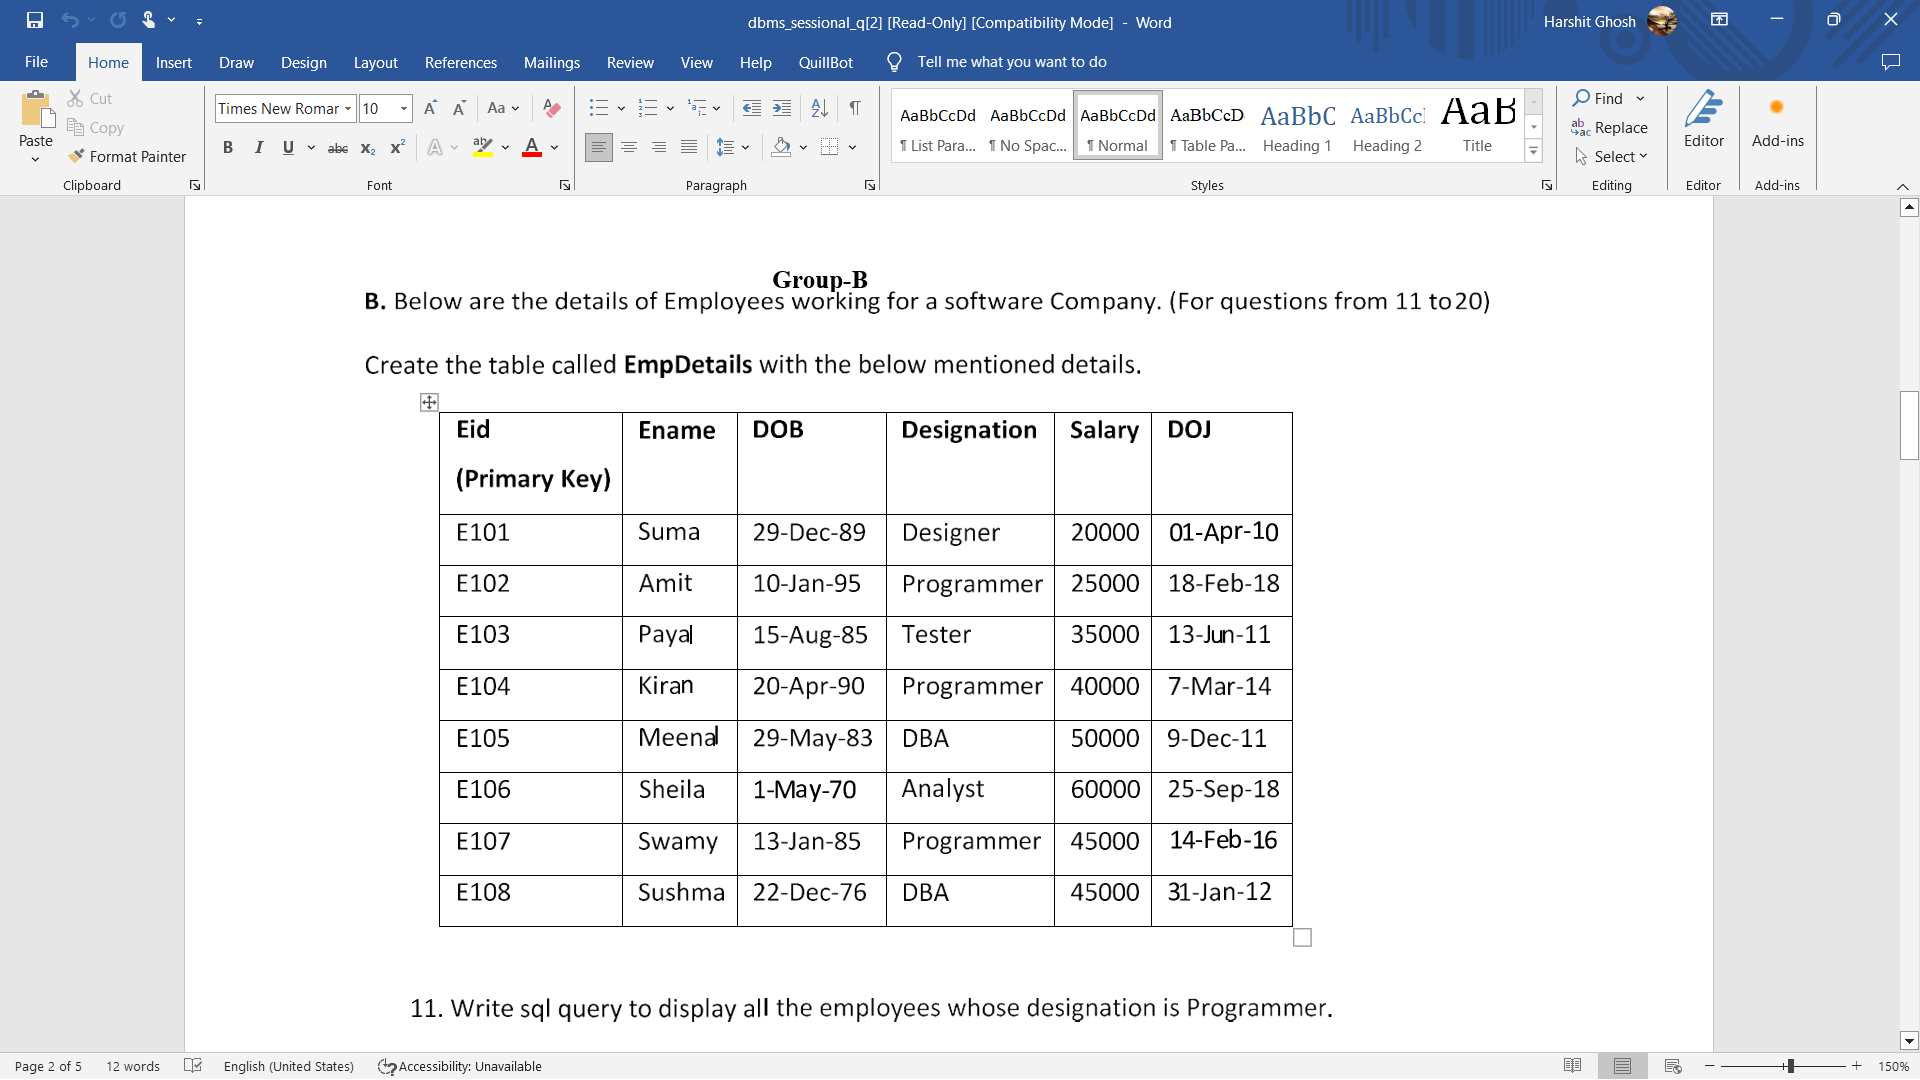 dbms_sessional_q[2] [Read-Only] [Compatibility Mode] - Word
Harshit Ghosh
File Home Insert Draw Design Layout References Mailings Review View Help QuillBot Tell me what you want to do
Paste
Cut
Copy
Format Painter
Clipboard
Times New Romar 10
Font
Paragraph
AaBbCcDd AaBbCcDd AaBbCcDd AaBbCcD AaBbC AaBbCc AaB
¶ List Para... ¶ No Spac... ¶ Normal ¶ Table Pa... Heading 1 Heading 2 Title
Styles
Find
Replace
Select
Editing
Editor
Editor
Add-ins
Add-ins
Group-B
B. Below are the details of Employees working for a software Company. (For questions from 11 to 20)
Create the table called EmpDetails with the below mentioned details.
Eid (Primary Key) Ename DOB Designation Salary DOJ
E101 Suma 29-Dec-89 Designer 20000 01-Apr-10
E102 Amit 10-Jan-95 Programmer 25000 18-Feb-18
E103 Payal 15-Aug-85 Tester 35000 13-Jun-11
E104 Kiran 20-Apr-90 Programmer 40000 7-Mar-14
E105 Meenal 29-May-83 DBA 50000 9-Dec-11
E106 Sheila 1-May-70 Analyst 60000 25-Sep-18
E107 Swamy 13-Jan-85 Programmer 45000 14-Feb-16
E108 Sushma 22-Dec-76 DBA 45000 31-Jan-12
11. Write sql query to display all the employees whose designation is Programmer.
Page 2 of 5 12 words English (United States) Accessibility: Unavailable 150%